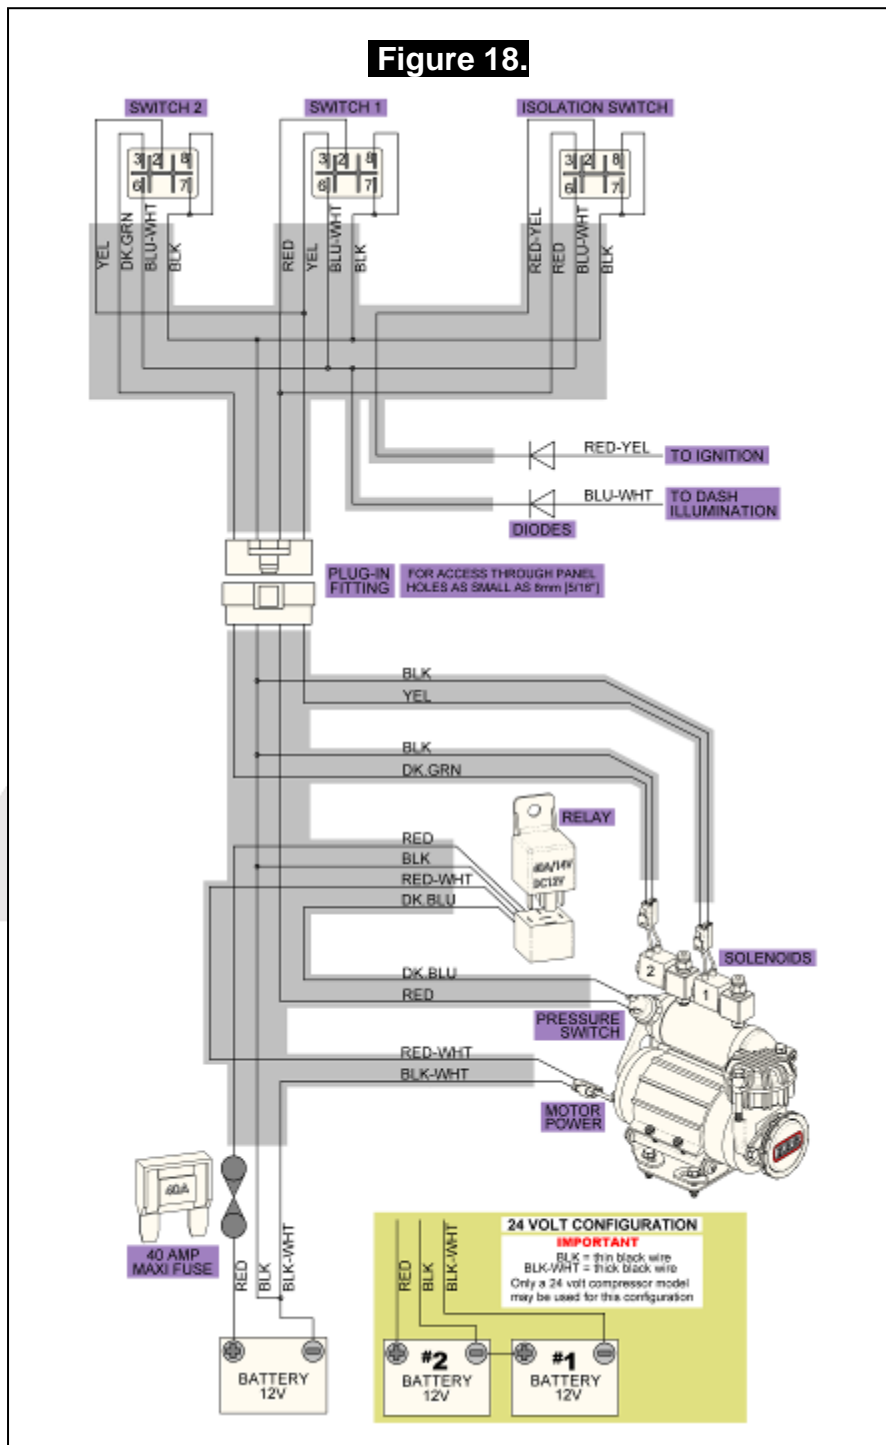 Figure 18.
SWITCH 2
SWITCH 1
ISOLATION SWITCH
3 2 8
6 7
3 2 8
6 7
3 2 8
6 7
YEL
DK.GRN
BLU-WHT
BLK
RED
YEL
BLU-WHT
BLK
RED-YEL
RED
BLU-WHT
BLK
RED-YEL
TO IGNITION
BLU-WHT
TO DASH
ILLUMINATION
DIODES
PLUG-IN
FITTING
FOR ACCESS THROUGH PANEL
HOLES AS SMALL AS 8mm [5/16"]
BLK
YEL
BLK
DK.GRN
RELAY
40A/14V
DC12V
RED
BLK
RED-WHT
DK.BLU
SOLENOIDS
2
1
DK.BLU
RED
PRESSURE
SWITCH
RED-WHT
BLK-WHT
MOTOR
POWER
40A
40 AMP
MAXI FUSE
RED
BLK
BLK-WHT
BATTERY
12V
24 VOLT CONFIGURATION
IMPORTANT
BLK = thin black wire
BLK-WHT = thick black wire
Only a 24 volt compressor model
may be used for this configuration
RED
BLK
BLK-WHT
#2
BATTERY
12V
#1
BATTERY
12V